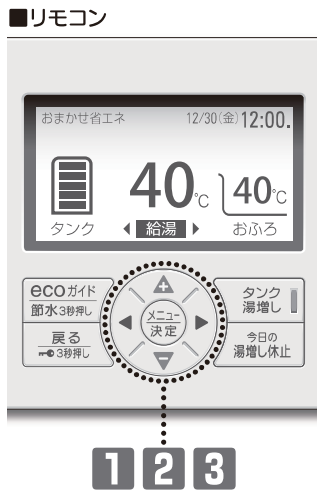 ■リモコン
おまかせ省エネ 12/30(金) 12:00.
40℃ 40℃
タンク ◀ 給湯 ▶ おふろ
ecoガイド
節水3秒押し
戻る
3秒押し
＋
メニュー
決定
－
タンク
湯増し
今日の
湯増し休止
1 2 3